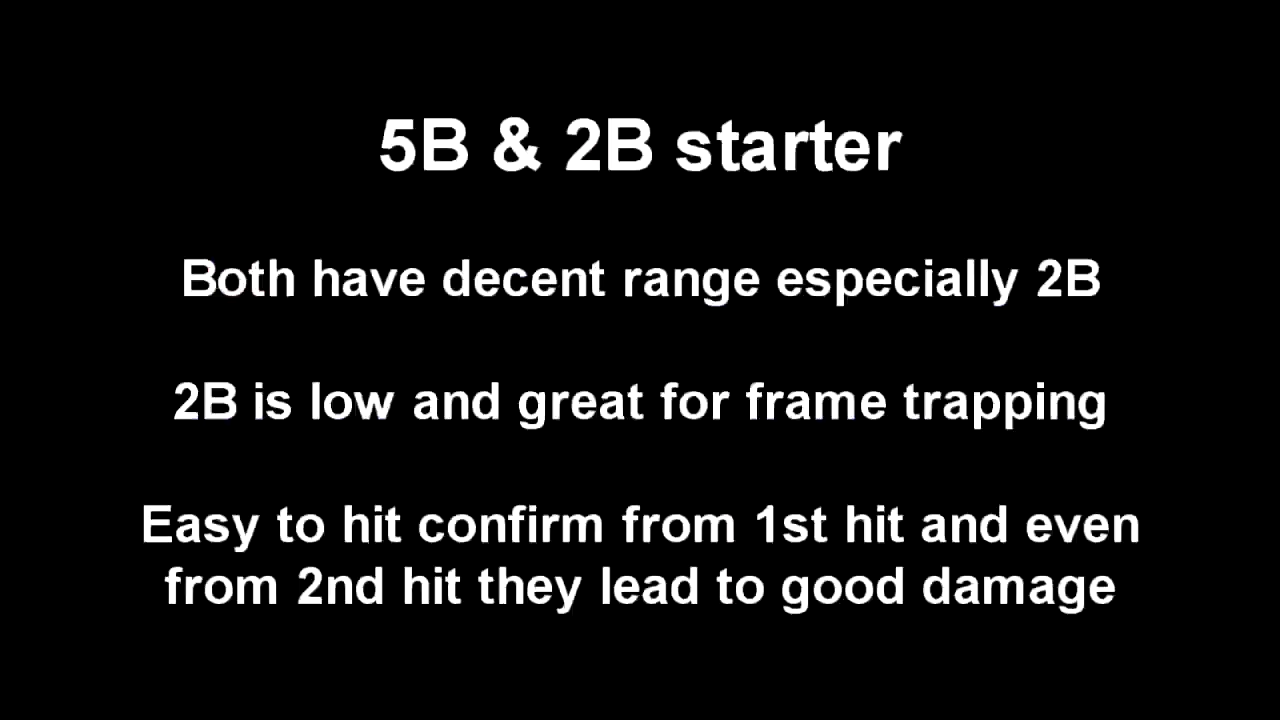 5B & 2B starter
Both have decent range especially 2B
2B is low and great for frame trapping
Easy to hit confirm from 1st hit and even
from 2nd hit they lead to good damage